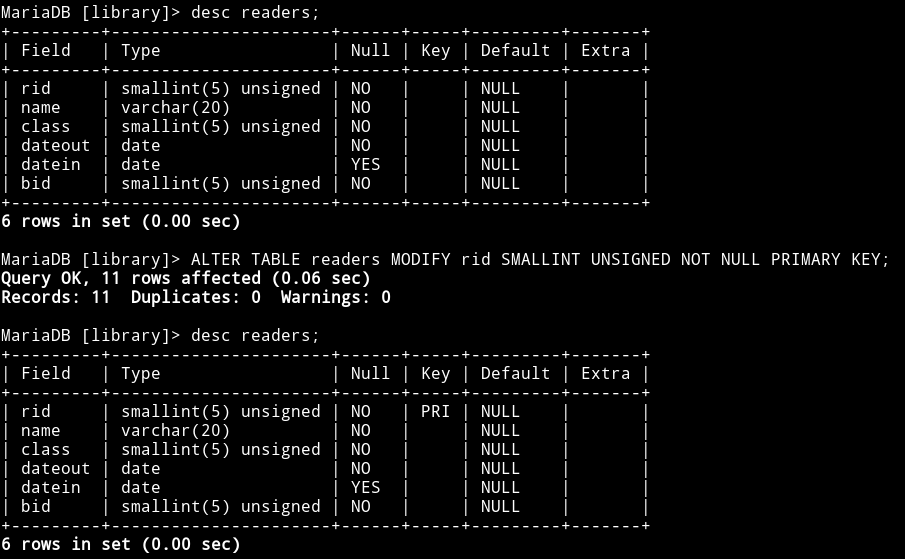 MariaDB [library]> desc readers;
+---------+----------------------+------+-----+---------+-------+
| Field   | Type                 | Null | Key | Default | Extra |
+---------+----------------------+------+-----+---------+-------+
| rid     | smallint(5) unsigned | NO   |     | NULL    |       |
| name    | varchar(20)          | NO   |     | NULL    |       |
| class   | smallint(5) unsigned | NO   |     | NULL    |       |
| dateout | date                 | NO   |     | NULL    |       |
| datein  | date                 | YES  |     | NULL    |       |
| bid     | smallint(5) unsigned | NO   |     | NULL    |       |
+---------+----------------------+------+-----+---------+-------+
6 rows in set (0.00 sec)

MariaDB [library]> ALTER TABLE readers MODIFY rid SMALLINT UNSIGNED NOT NULL PRIMARY KEY;
Query OK, 11 rows affected (0.06 sec)
Records: 11  Duplicates: 0  Warnings: 0

MariaDB [library]> desc readers;
+---------+----------------------+------+-----+---------+-------+
| Field   | Type                 | Null | Key | Default | Extra |
+---------+----------------------+------+-----+---------+-------+
| rid     | smallint(5) unsigned | NO   | PRI | NULL    |       |
| name    | varchar(20)          | NO   |     | NULL    |       |
| class   | smallint(5) unsigned | NO   |     | NULL    |       |
| dateout | date                 | NO   |     | NULL    |       |
| datein  | date                 | YES  |     | NULL    |       |
| bid     | smallint(5) unsigned | NO   |     | NULL    |       |
+---------+----------------------+------+-----+---------+-------+
6 rows in set (0.00 sec)